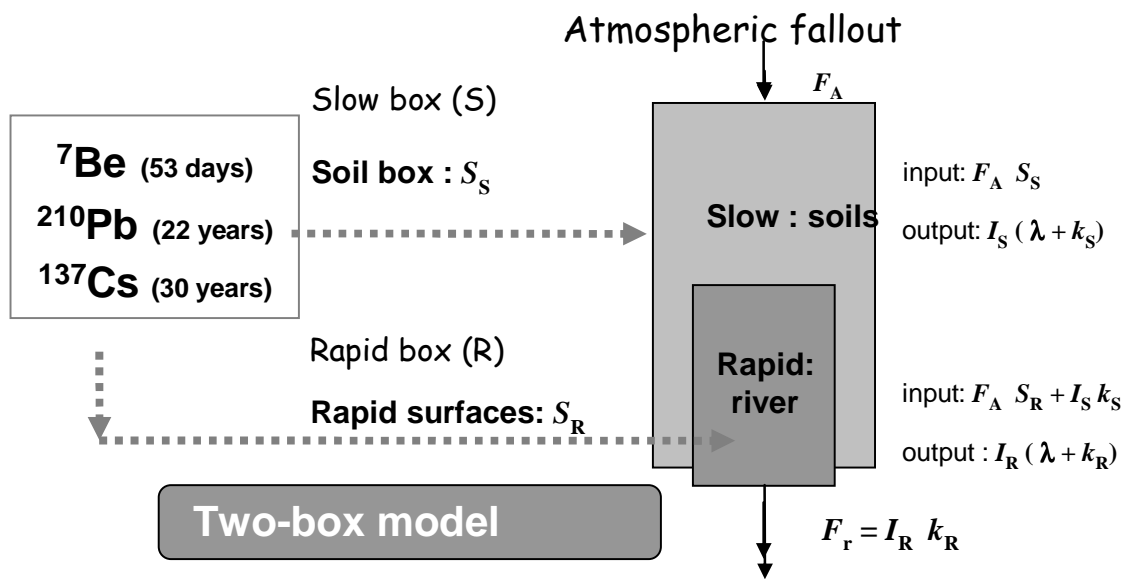 Atmospheric fallout
F_A
Slow box (S)
⁷Be (53 days)
²¹⁰Pb (22 years)
¹³⁷Cs (30 years)
Soil box : S_S
Slow : soils
input: F_A S_S
output: I_S ( λ + k_S)
Rapid box (R)
Rapid surfaces: S_R
Rapid:
river
input: F_A S_R + I_S k_S
output : I_R ( λ + k_R)
Two-box model
F_r = I_R k_R